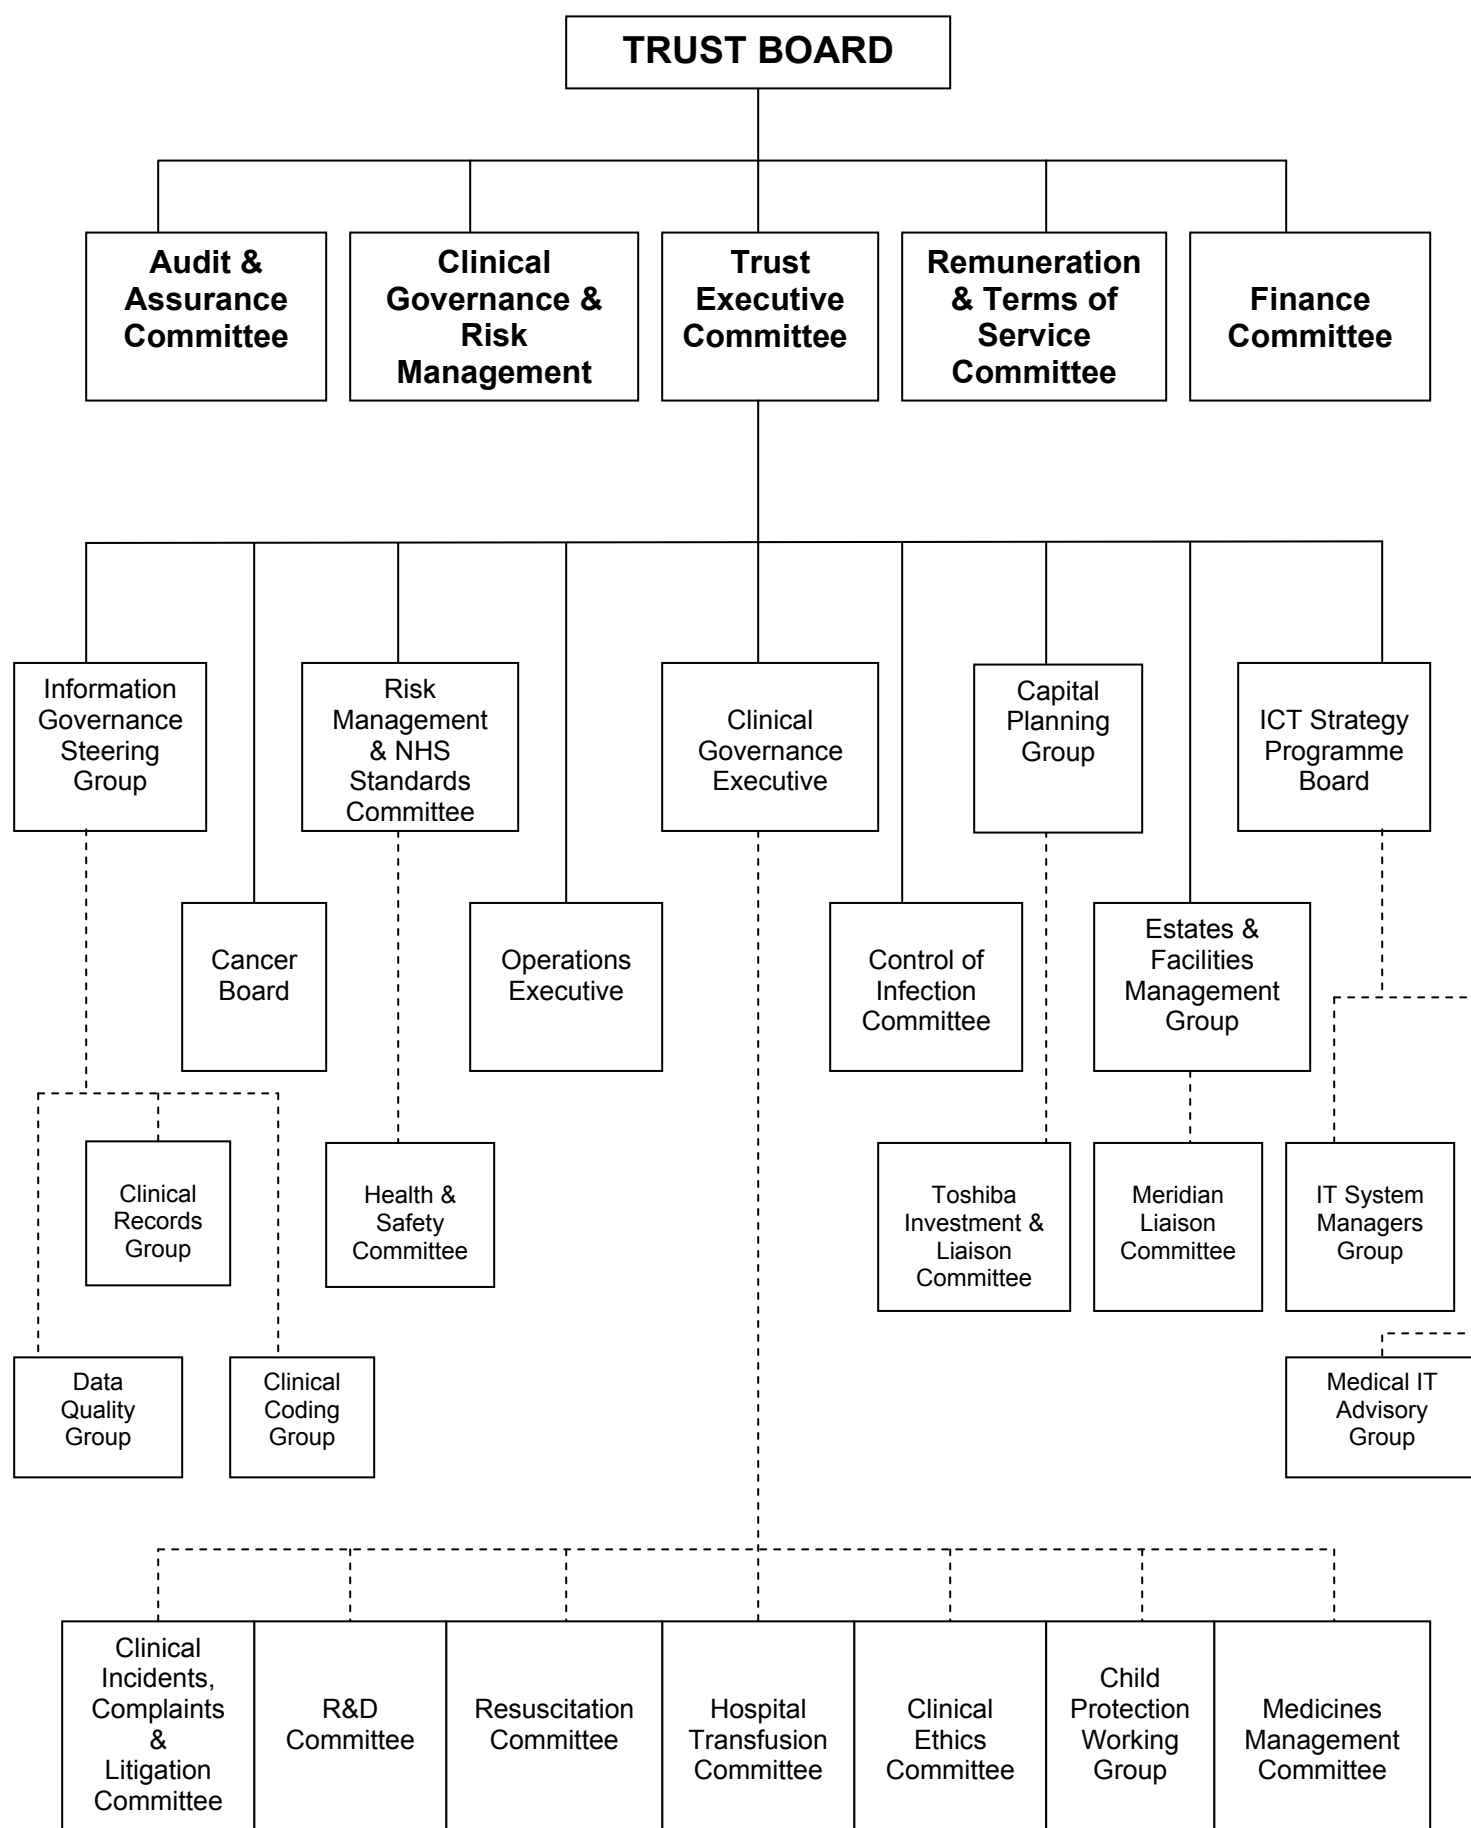 TRUST BOARD
Audit &
Assurance
Committee
Clinical
Governance &
Risk
Management
Trust
Executive
Committee
Remuneration
& Terms of
Service
Committee
Finance
Committee
Information
Governance
Steering
Group
Risk
Management
& NHS
Standards
Committee
Clinical
Governance
Executive
Capital
Planning
Group
ICT Strategy
Programme
Board
Cancer
Board
Operations
Executive
Control of
Infection
Committee
Estates &
Facilities
Management
Group
Clinical
Records
Group
Health &
Safety
Committee
Toshiba
Investment &
Liaison
Committee
Meridian
Liaison
Committee
IT System
Managers
Group
Data
Quality
Group
Clinical
Coding
Group
Medical IT
Advisory
Group
Clinical
Incidents,
Complaints
&
Litigation
Committee
R&D
Committee
Resuscitation
Committee
Hospital
Transfusion
Committee
Clinical
Ethics
Committee
Child
Protection
Working
Group
Medicines
Management
Committee